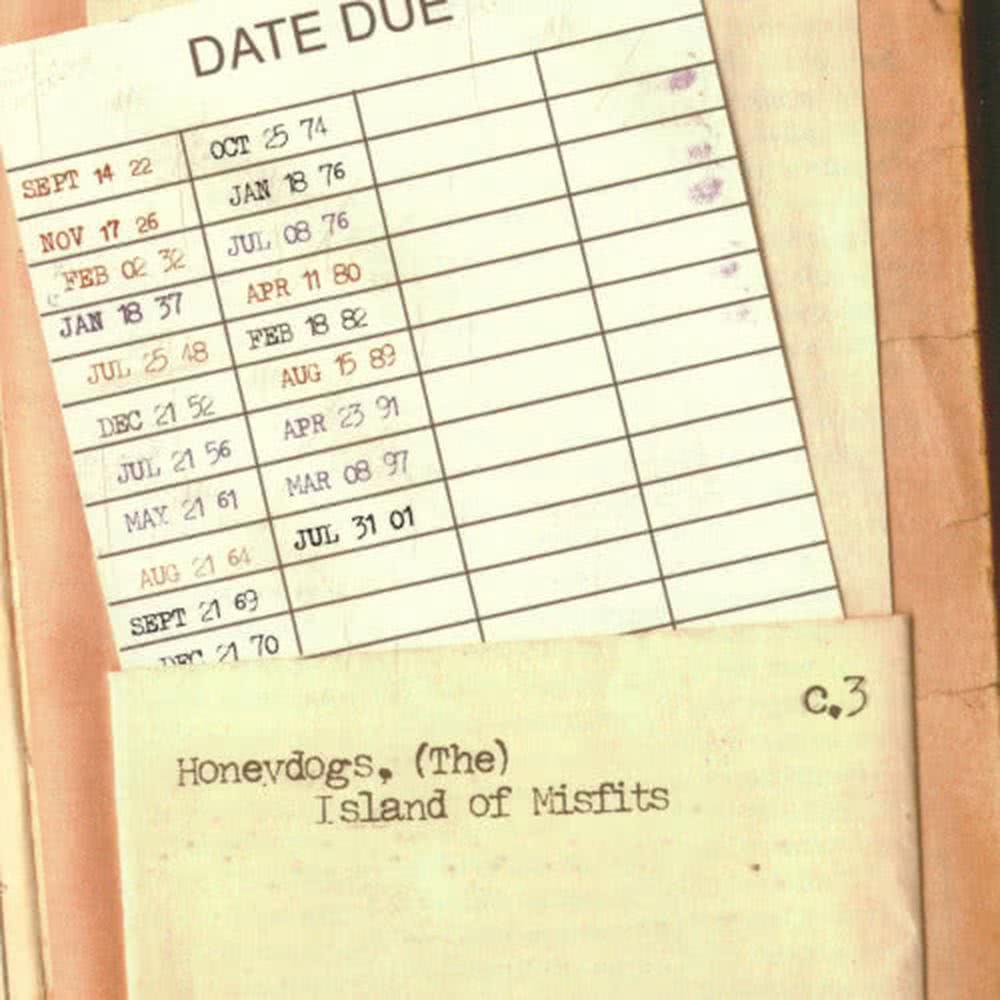 DATE DUE
SEPT 14 22
NOV 17 26
FEB 02 32
JAN 18 37
JUL 25 48
DEC 21 52
JUL 21 56
MAY 21 61
AUG 21 64
SEPT 21 69
DEC 21 70
OCT 25 74
JAN 18 76
JUL 08 76
APR 11 80
FEB 18 82
AUG 15 89
APR 23 91
MAR 08 97
JUL 31 01
c.3
Honeydogs, (The)
Island of Misfits